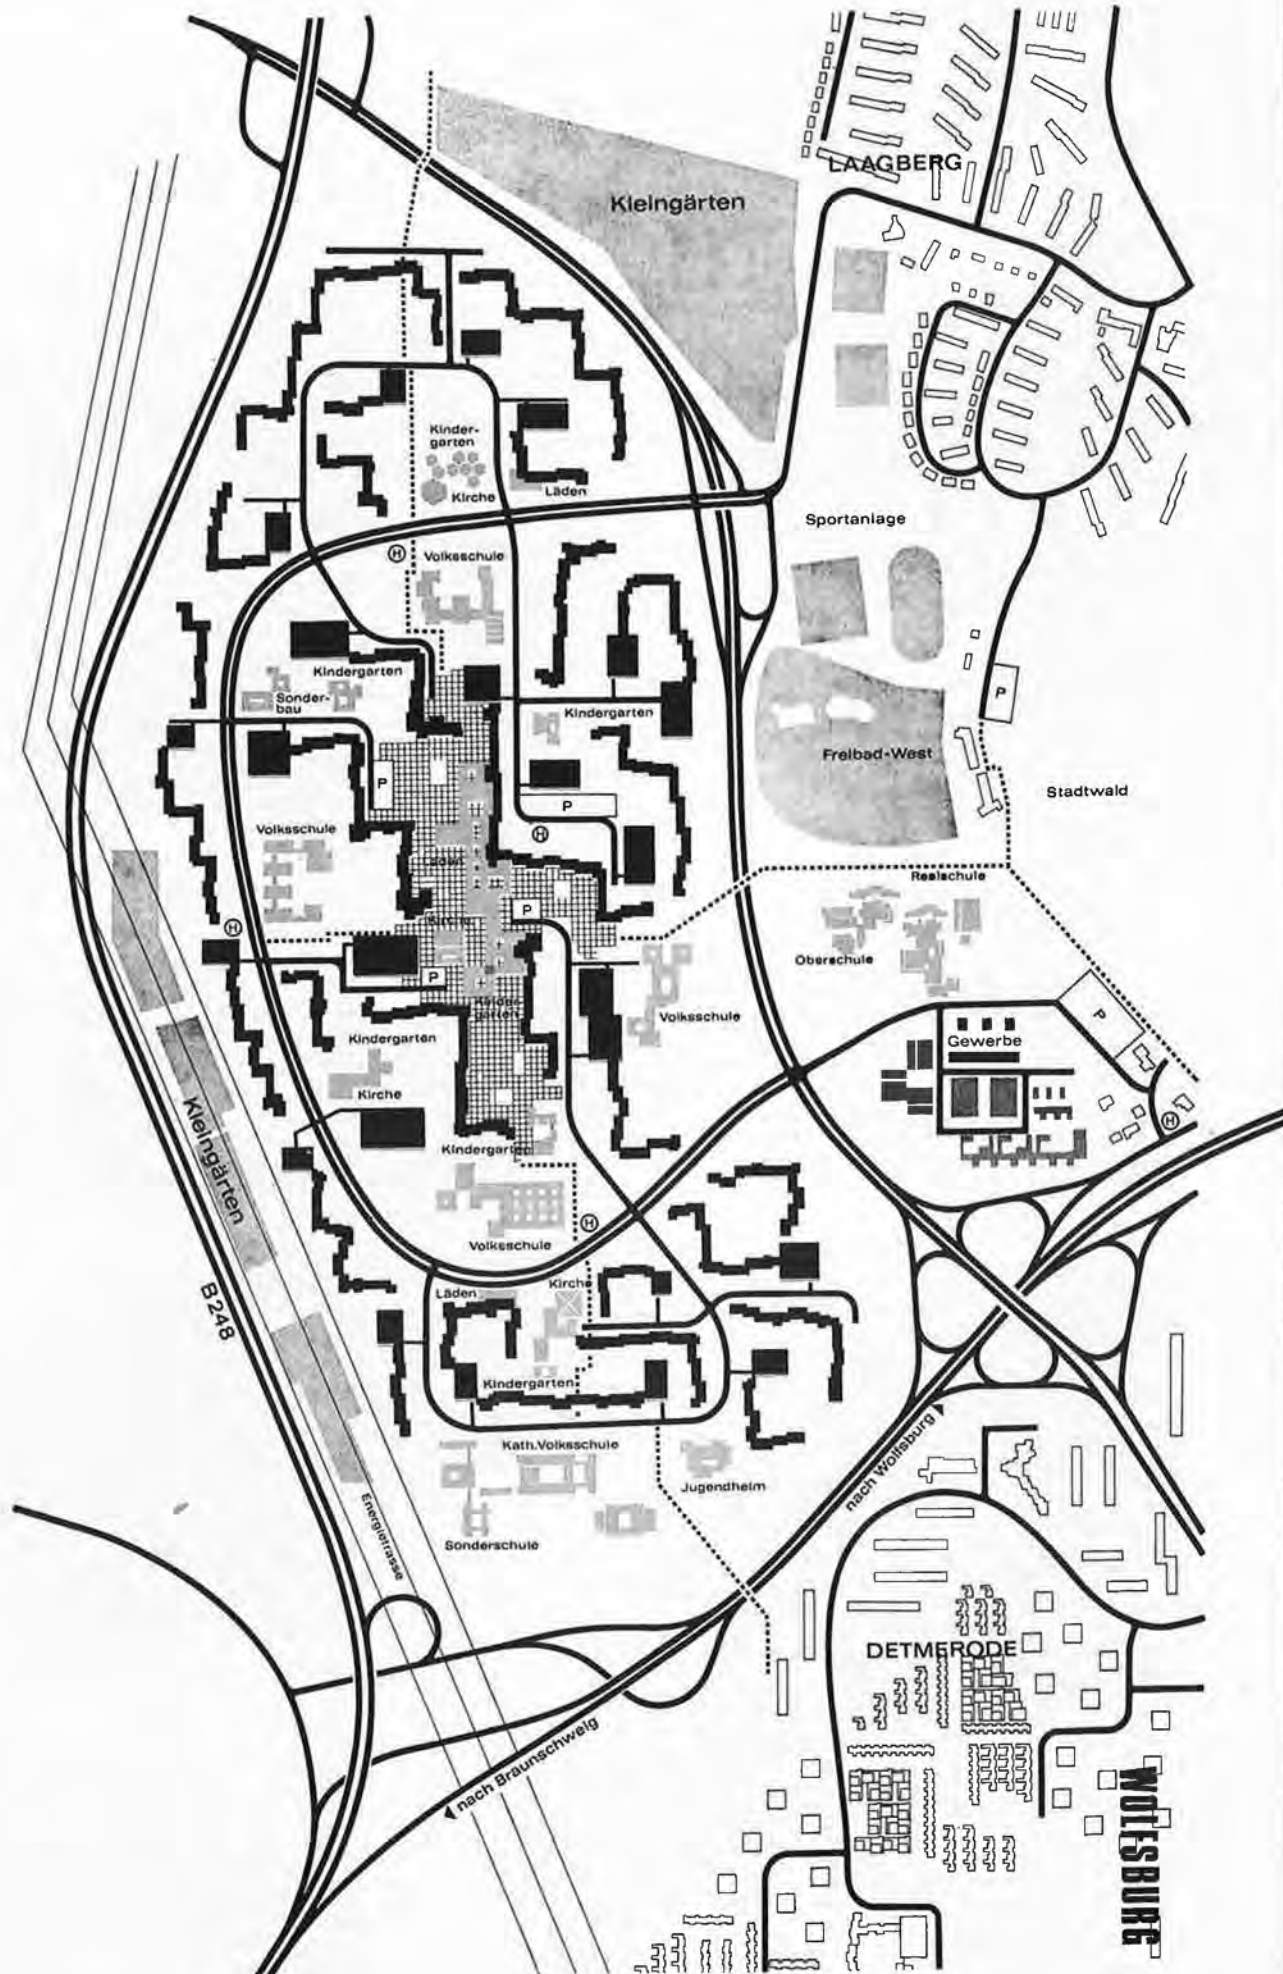 LAAGBERG
Kleingärten
Kinder-
garten
Kirche
Läden
Sportanlage
H
Volksschule
Kindergarten
Sonder-
bau
Kindergarten
P
Freibad-West
P
P
Stadtwald
Volksschule
H
Läden
Realschule
P
Kirche
H
Oberschule
P
Kinder-
garten
Volksschule
P
Gewerbe
Kindergarten
Kirche
Kleingärten
H
Kindergarten
H
Volksschule
Kirche
Läden
B248
Kindergarten
nach Wolfsburg
Kath.Volksschule
Jugendheim
Energietrasse
Sonderschule
DETMERODE
nach Braunschweig
WOLFSBURG